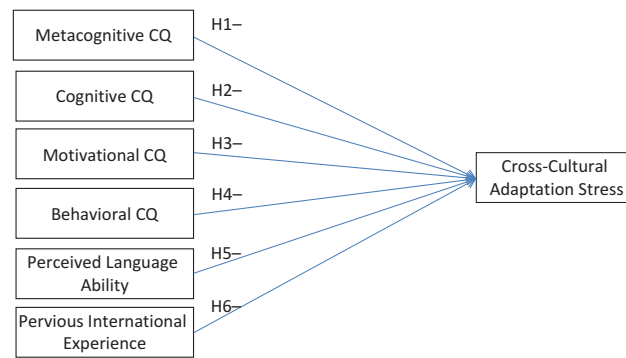 Metacognitive CQ
H1–
Cognitive CQ
H2–
Motivational CQ
H3–
Behavioral CQ
H4–
Perceived Language
Ability
H5–
Pervious International
Experience
H6–
Cross-Cultural
Adaptation Stress